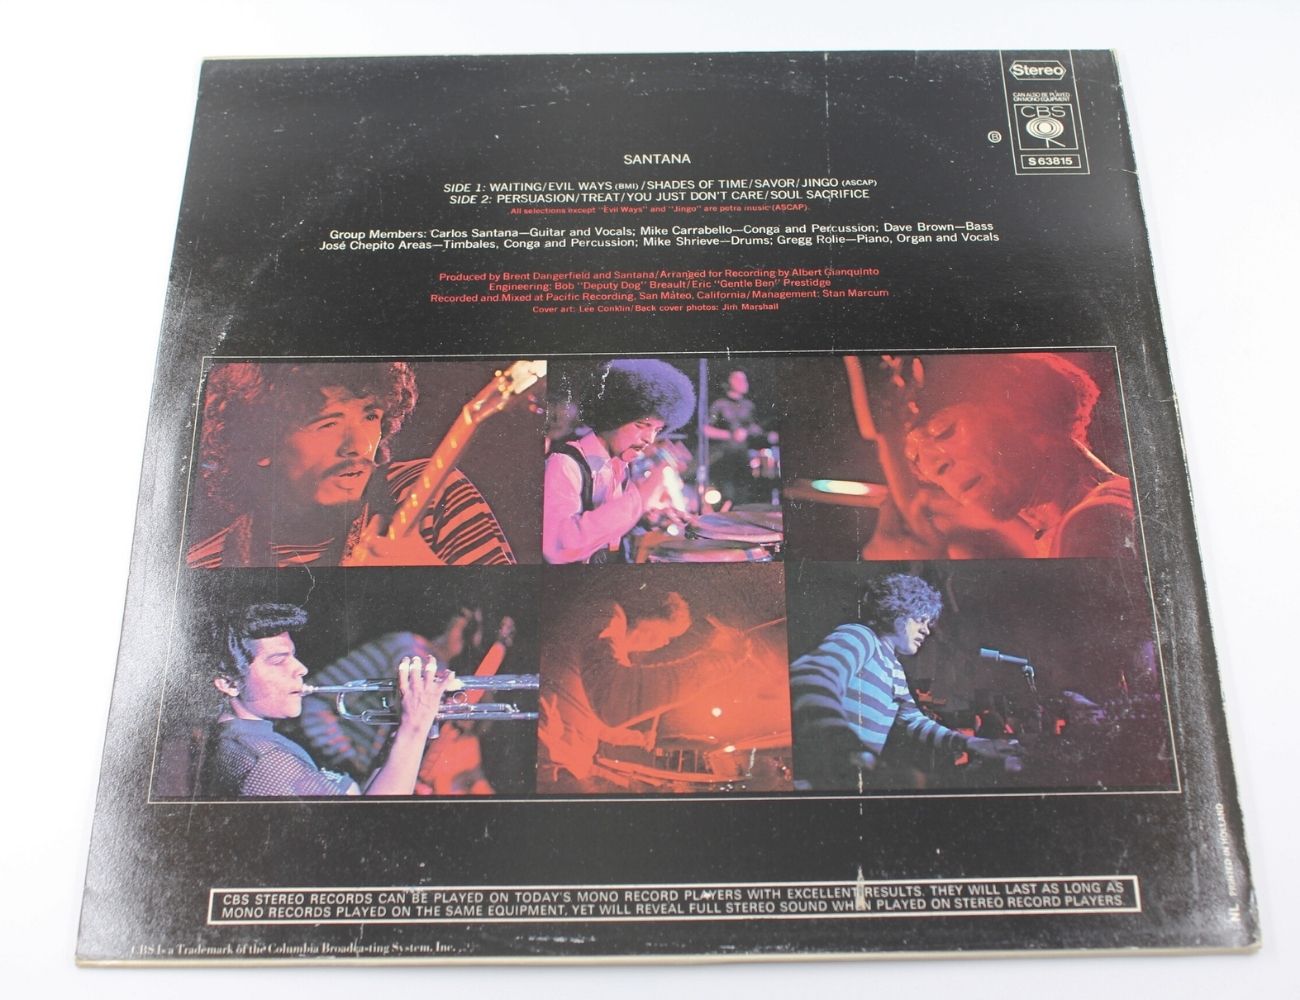 Stereo
CAN ALSO BE PLAYED
ON MONO EQUIPMENT
CBS
S 63815
SANTANA
SIDE 1: WAITING/EVIL WAYS (BMI)/SHADES OF TIME/SAVOR/JINGO (ASCAP)
SIDE 2: PERSUASION/TREAT/YOU JUST DON'T CARE/SOUL SACRIFICE
All selections except "Evil Ways" and "Jingo" are petra music (ASCAP).
Group Members: Carlos Santana—Guitar and Vocals; Mike Carrabello—Conga and Percussion; Dave Brown—Bass
José Chepito Areas—Timbales, Conga and Percussion; Mike Shrieve—Drums; Gregg Rolie—Piano, Organ and Vocals
Produced by Brent Dangerfield and Santana/Arranged for Recording by Albert Gianquinto
Engineering: Bob "Deputy Dog" Breault/Eric "Gentle Ben" Prestidge
Recorded and Mixed at Pacific Recording, San Mateo, California/Management: Stan Marcum
Cover art: Lee Conklin/Back cover photos: Jim Marshall
CBS STEREO RECORDS CAN BE PLAYED ON TODAY'S MONO RECORD PLAYERS WITH EXCELLENT RESULTS. THEY WILL LAST AS LONG AS
MONO RECORDS PLAYED ON THE SAME EQUIPMENT, YET WILL REVEAL FULL STEREO SOUND WHEN PLAYED ON STEREO RECORD PLAYERS.
CBS Is a Trademark of the Columbia Broadcasting System, Inc.
NL PRINTED IN HOLLAND